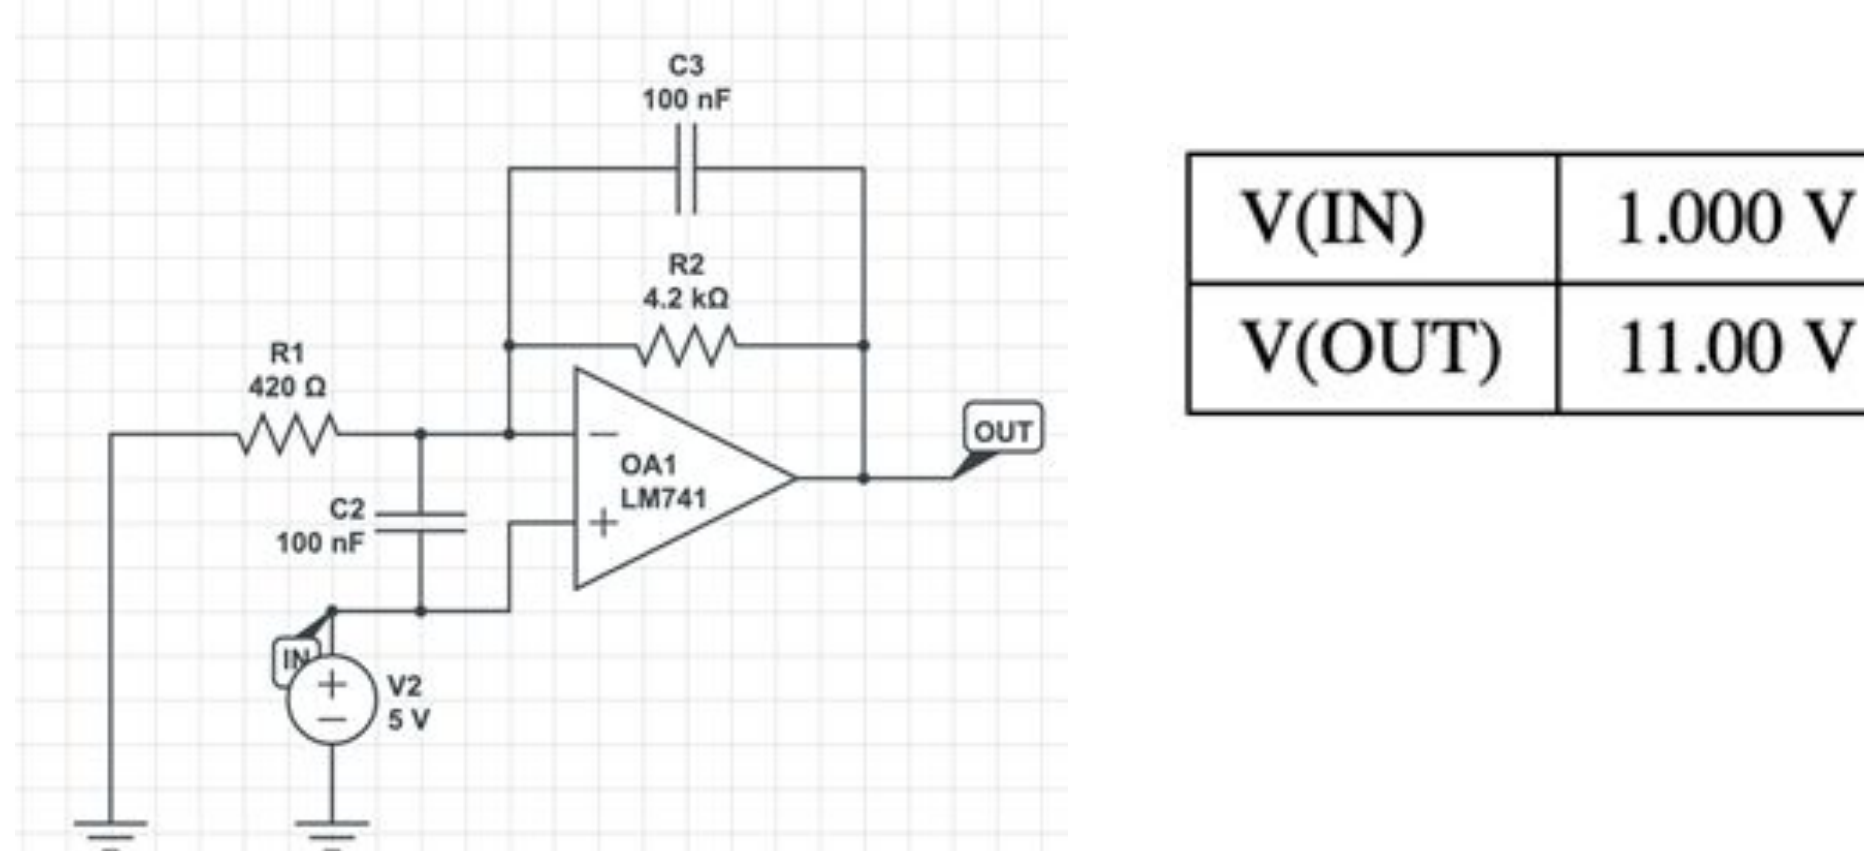 C3
100 nF
R2
4.2 kΩ
R1
420 Ω
OUT
OA1
LM741
C2
100 nF
IN
V2
5 V
V(IN) 1.000 V
V(OUT) 11.00 V